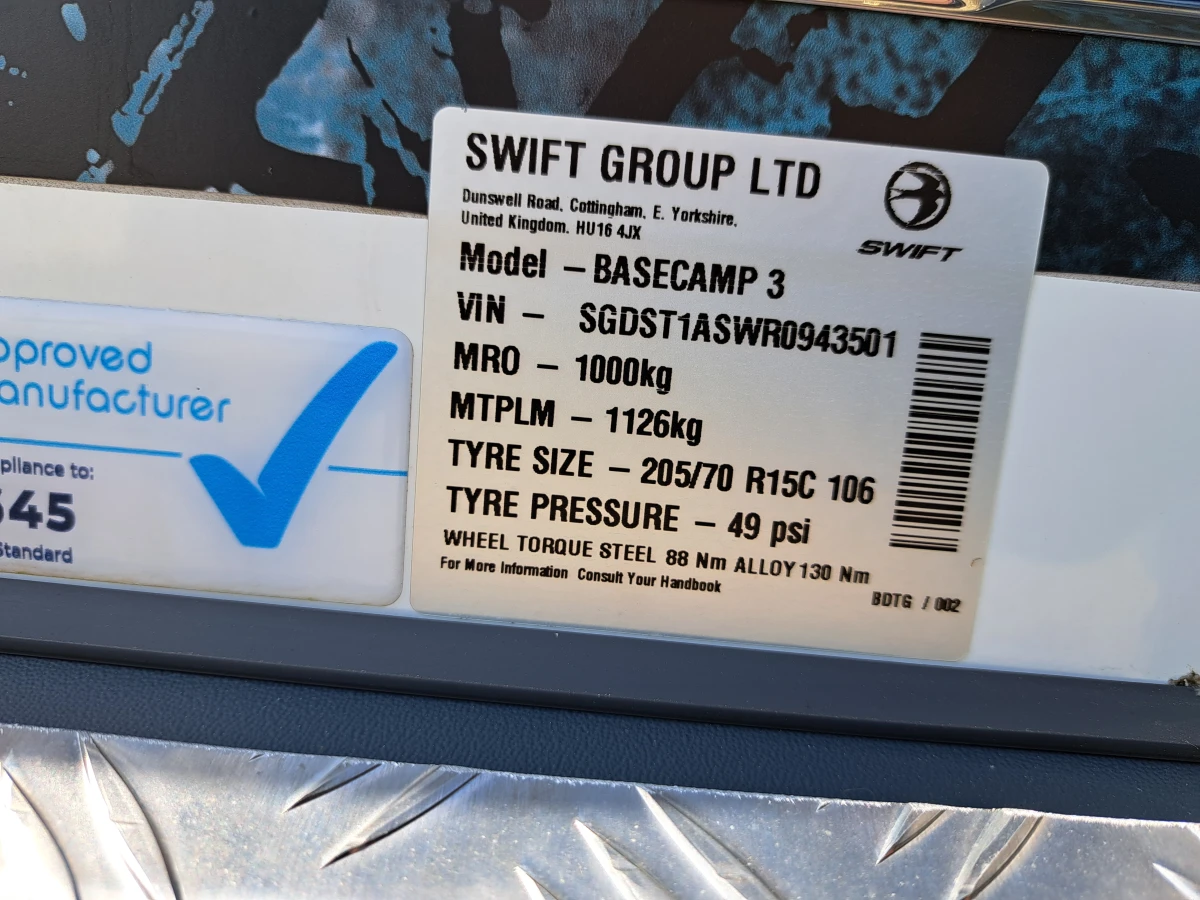 SWIFT GROUP LTD
Dunswell Road, Cottingham, E. Yorkshire,
United Kingdom. HU16 4JX
SWIFT
Model – BASECAMP 3
VIN – SGDST1ASWR0943501
MRO – 1000kg
MTPLM – 1126kg
TYRE SIZE – 205/70 R15C 106
TYRE PRESSURE – 49 psi
WHEEL TORQUE STEEL 88 Nm ALLOY 130 Nm
For More Information Consult Your Handbook
BDTG / 002
pproved
anufacturer
pliance to:
645
Standard